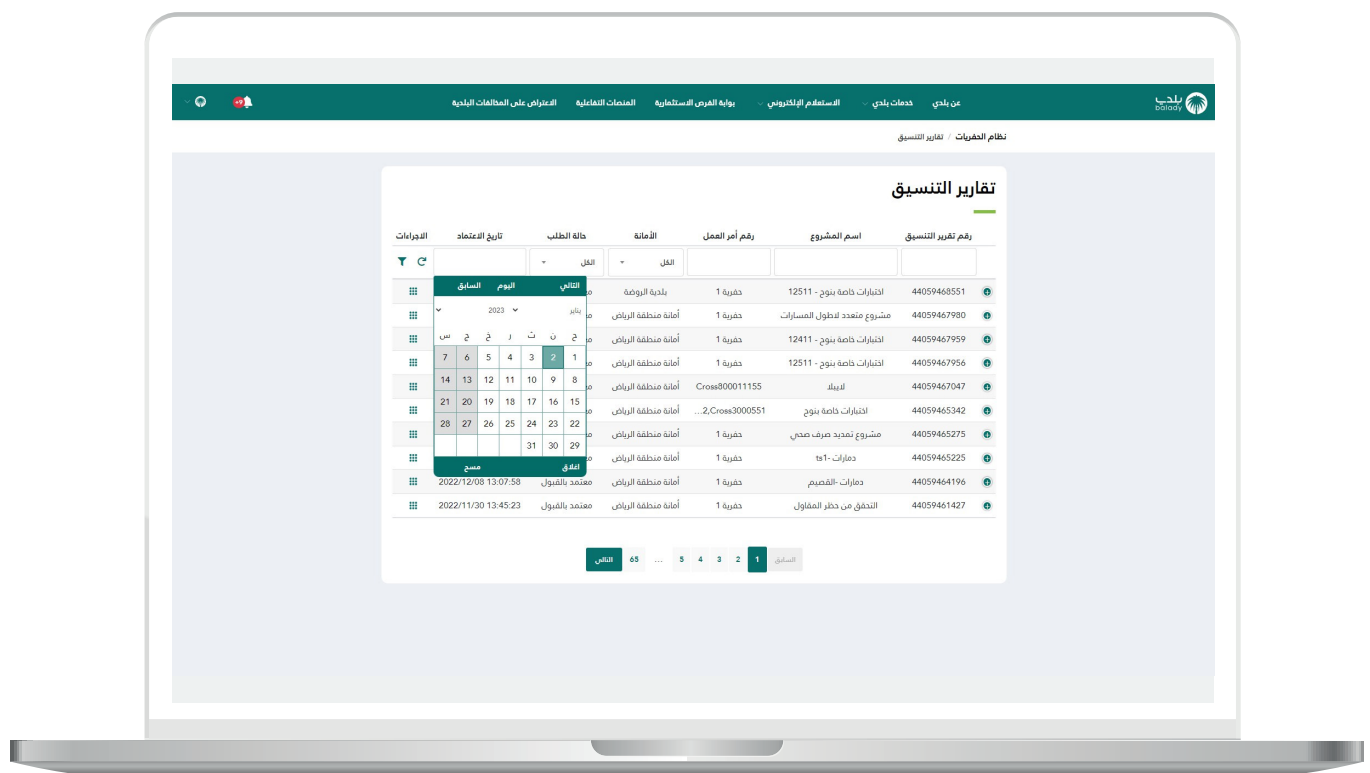 بلدي
balady
عن بلدي خدمات بلدي الاستعلام الإلكتروني بوابة الفرص الاستثمارية المنصات التفاعلية الاعتراض على المخالفات البلدية
+9
نظام الحفريات / تقارير التنسيق
تقارير التنسيق
رقم تقرير التنسيق اسم المشروع رقم أمر العمل الأمانة حالة الطلب تاريخ الاعتماد الاجراءات
الكل الكل
44059468551 اختبارات خاصة بنوح - 12511 حفرية 1 بلدية الروضة
44059467980 مشروع متعدد لاطول المسارات حفرية 1 أمانة منطقة الرياض
44059467959 اختبارات خاصة بنوح - 12411 حفرية 1 أمانة منطقة الرياض
44059467956 اختبارات خاصة بنوح - 12511 حفرية 1 أمانة منطقة الرياض
44059467047 لايبلا Cross800011155 أمانة منطقة الرياض
44059465342 اختبارات خاصة بنوح 2,Cross3000551... أمانة منطقة الرياض
44059465275 مشروع تمديد صرف صحي حفرية 1 أمانة منطقة الرياض
44059465225 دمارات -ts1 حفرية 1 أمانة منطقة الرياض
44059464196 دمارات -القصيم حفرية 1 أمانة منطقة الرياض معتمد بالقبول 2022/12/08 13:07:58
44059461427 التحقق من حظر المقاول حفرية 1 أمانة منطقة الرياض معتمد بالقبول 2022/11/30 13:45:23
التالي اليوم السابق
يناير 2023
ح ن ث ر خ ج س
1 2 3 4 5 6 7
8 9 10 11 12 13 14
15 16 17 18 19 20 21
22 23 24 25 26 27 28
29 30 31
اغلاق مسح
السابق 1 2 3 4 5 ... 65 التالي